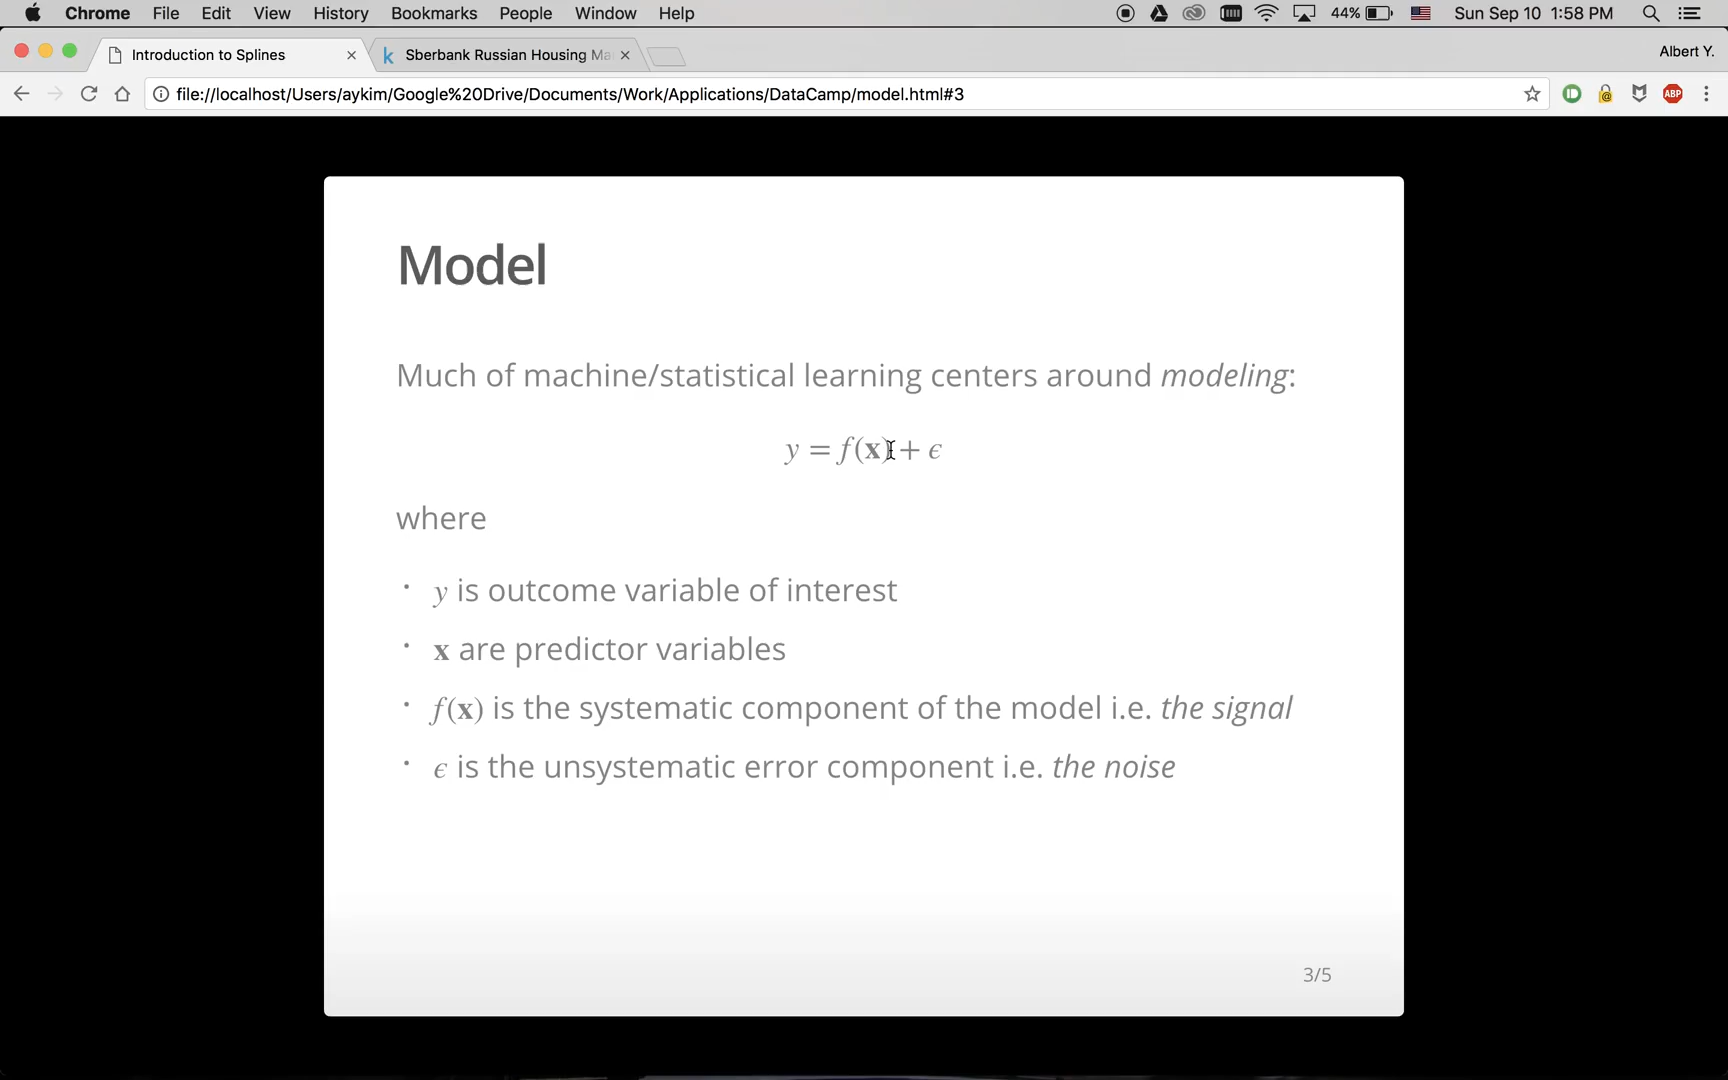 Chrome File Edit View History Bookmarks People Window Help 44% Sun Sep 10 1:58 PM
Introduction to Splines Sberbank Russian Housing Ma Albert Y.
file://localhost/Users/aykim/Google%20Drive/Documents/Work/Applications/DataCamp/model.html#3 ABP
Model
Much of machine/statistical learning centers around modeling:
y = f(x) + ϵ
where
• y is outcome variable of interest
• x are predictor variables
• f(x) is the systematic component of the model i.e. the signal
• ϵ is the unsystematic error component i.e. the noise
3/5